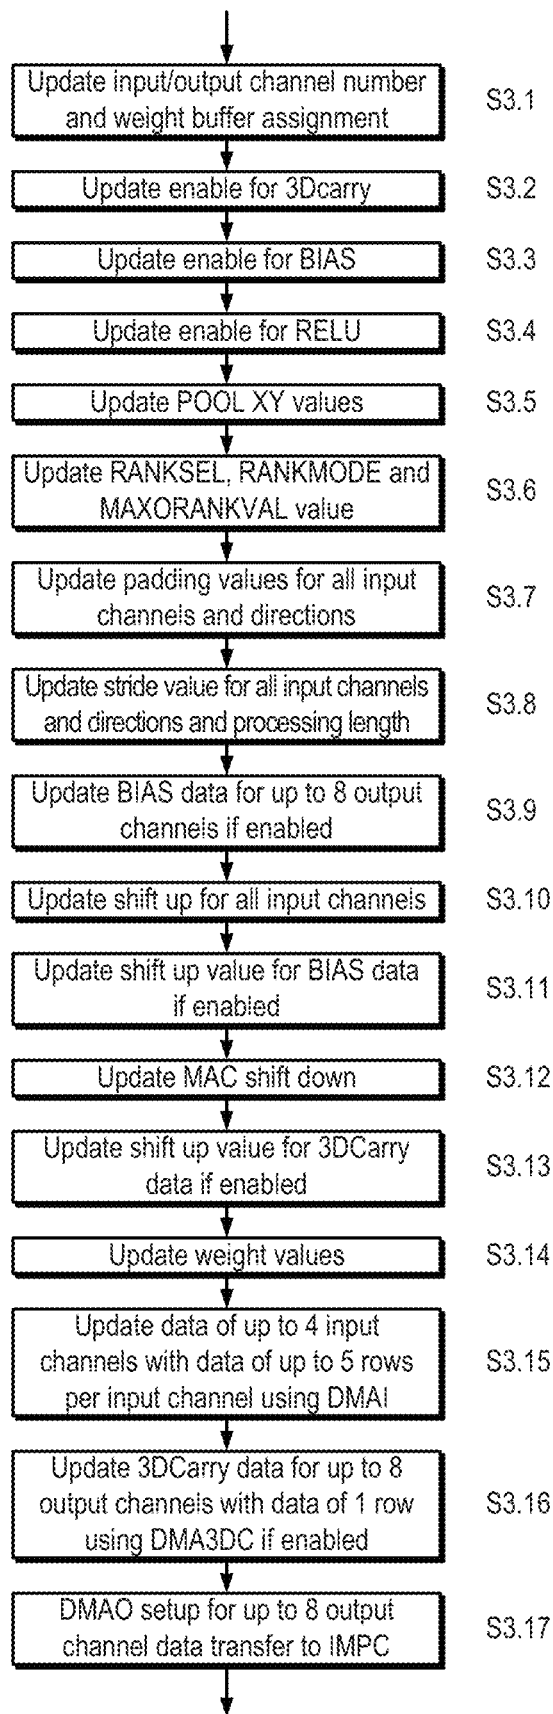 Update input/output channel number
and weight buffer assignment
S3.1
Update enable for 3Dcarry
S3.2
Update enable for BIAS
S3.3
Update enable for RELU
S3.4
Update POOL XY values
S3.5
Update RANKSEL, RANKMODE and
MAXORANKVAL value
S3.6
Update padding values for all input
channels and directions
S3.7
Update stride value for all input channels
and directions and processing length
S3.8
Update BIAS data for up to 8 output
channels if enabled
S3.9
Update shift up for all input channels
S3.10
Update shift up value for BIAS data
if enabled
S3.11
Update MAC shift down
S3.12
Update shift up value for 3DCarry
data if enabled
S3.13
Update weight values
S3.14
Update data of up to 4 input
channels with data of up to 5 rows
per input channel using DMAI
S3.15
Update 3DCarry data for up to 8
output channels with data of 1 row
using DMA3DC if enabled
S3.16
DMAO setup for up to 8 output
channel data transfer to IMPC
S3.17